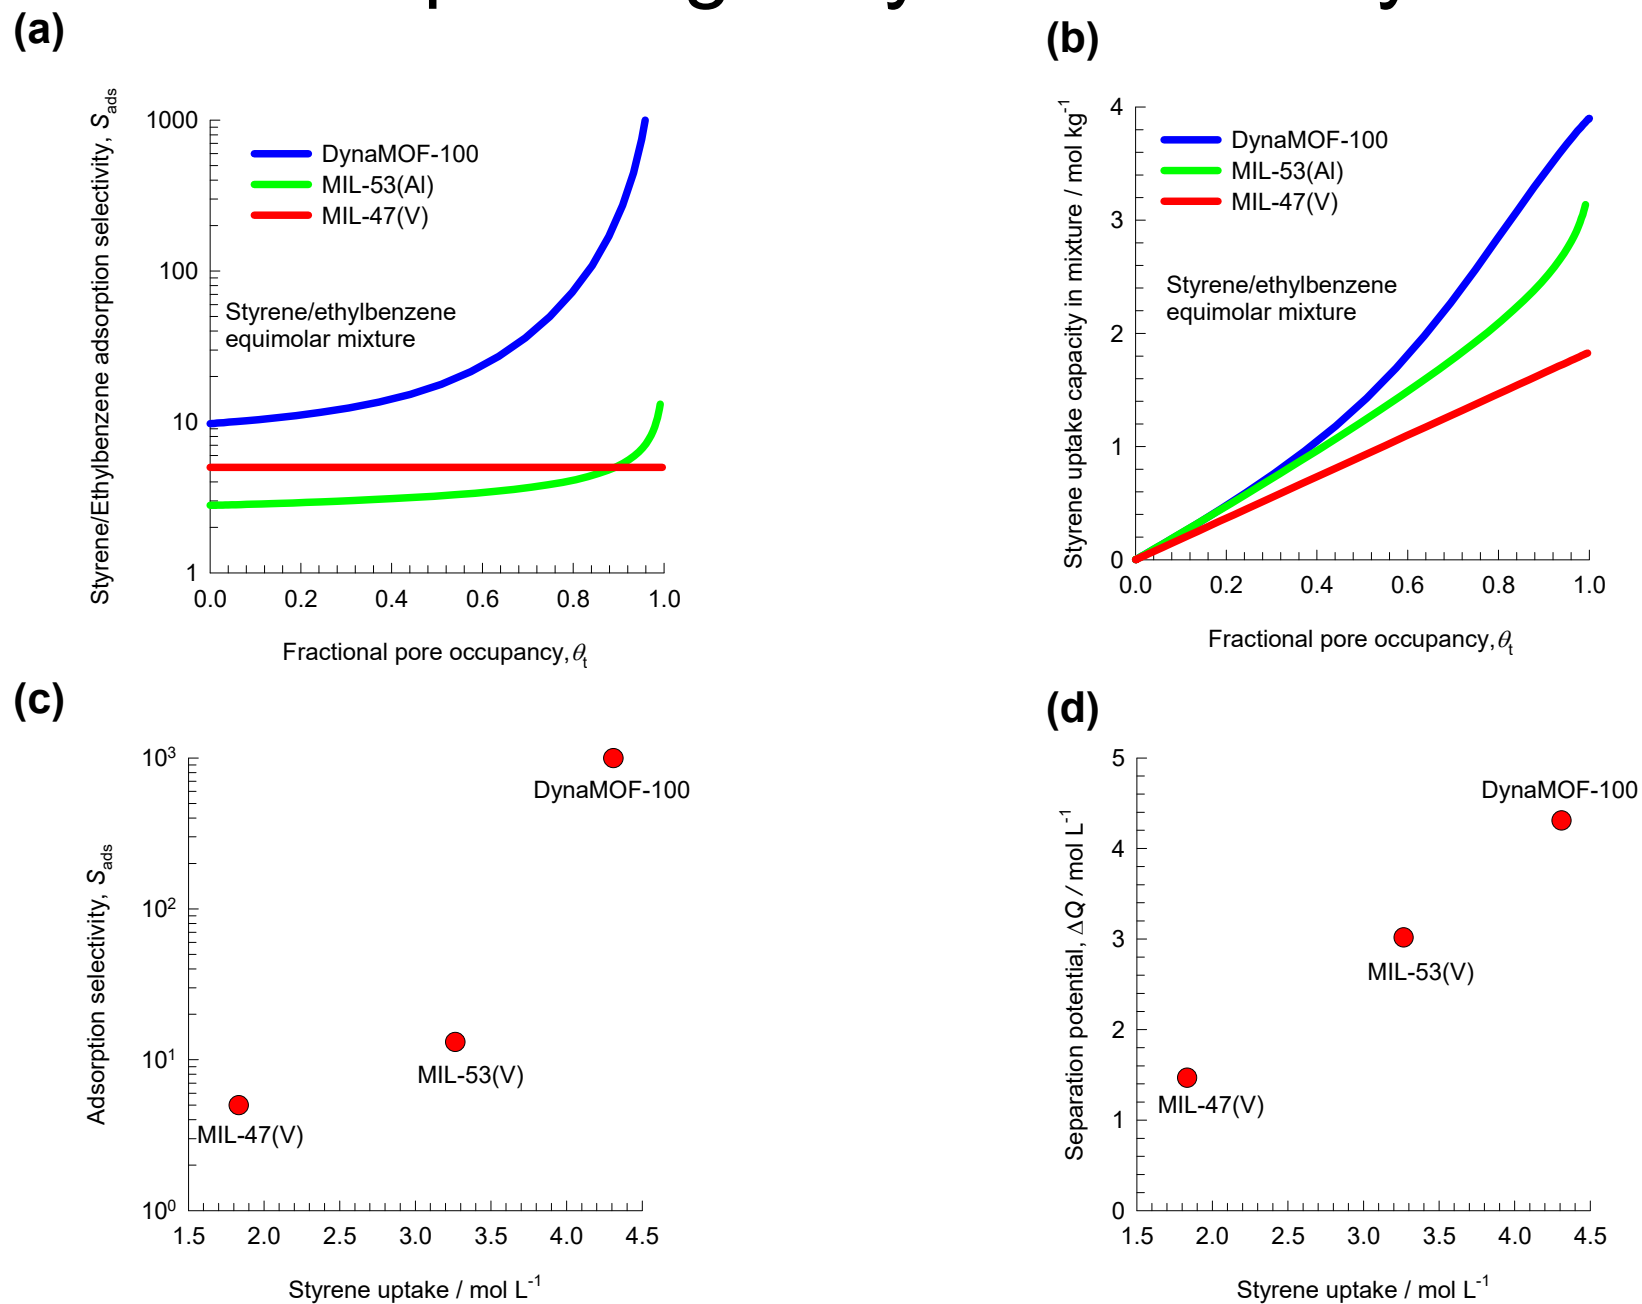 (a)
Styrene/Ethylbenzene adsorption selectivity, S_ads
1000
100
10
1
DynaMOF-100
MIL-53(Al)
MIL-47(V)
Styrene/ethylbenzene
equimolar mixture
0.0 0.2 0.4 0.6 0.8 1.0
Fractional pore occupancy, θ_t
(b)
Styrene uptake capacity in mixture / mol kg⁻¹
4
3
2
1
0
DynaMOF-100
MIL-53(Al)
MIL-47(V)
Styrene/ethylbenzene
equimolar mixture
0.0 0.2 0.4 0.6 0.8 1.0
Fractional pore occupancy, θ_t
(c)
Adsorption selectivity, S_ads
10³
10²
10¹
10⁰
DynaMOF-100
MIL-53(V)
MIL-47(V)
1.5 2.0 2.5 3.0 3.5 4.0 4.5
Styrene uptake / mol L⁻¹
(d)
Separation potential, ΔQ / mol L⁻¹
5
4
3
2
1
0
DynaMOF-100
MIL-53(V)
MIL-47(V)
1.5 2.0 2.5 3.0 3.5 4.0 4.5
Styrene uptake / mol L⁻¹